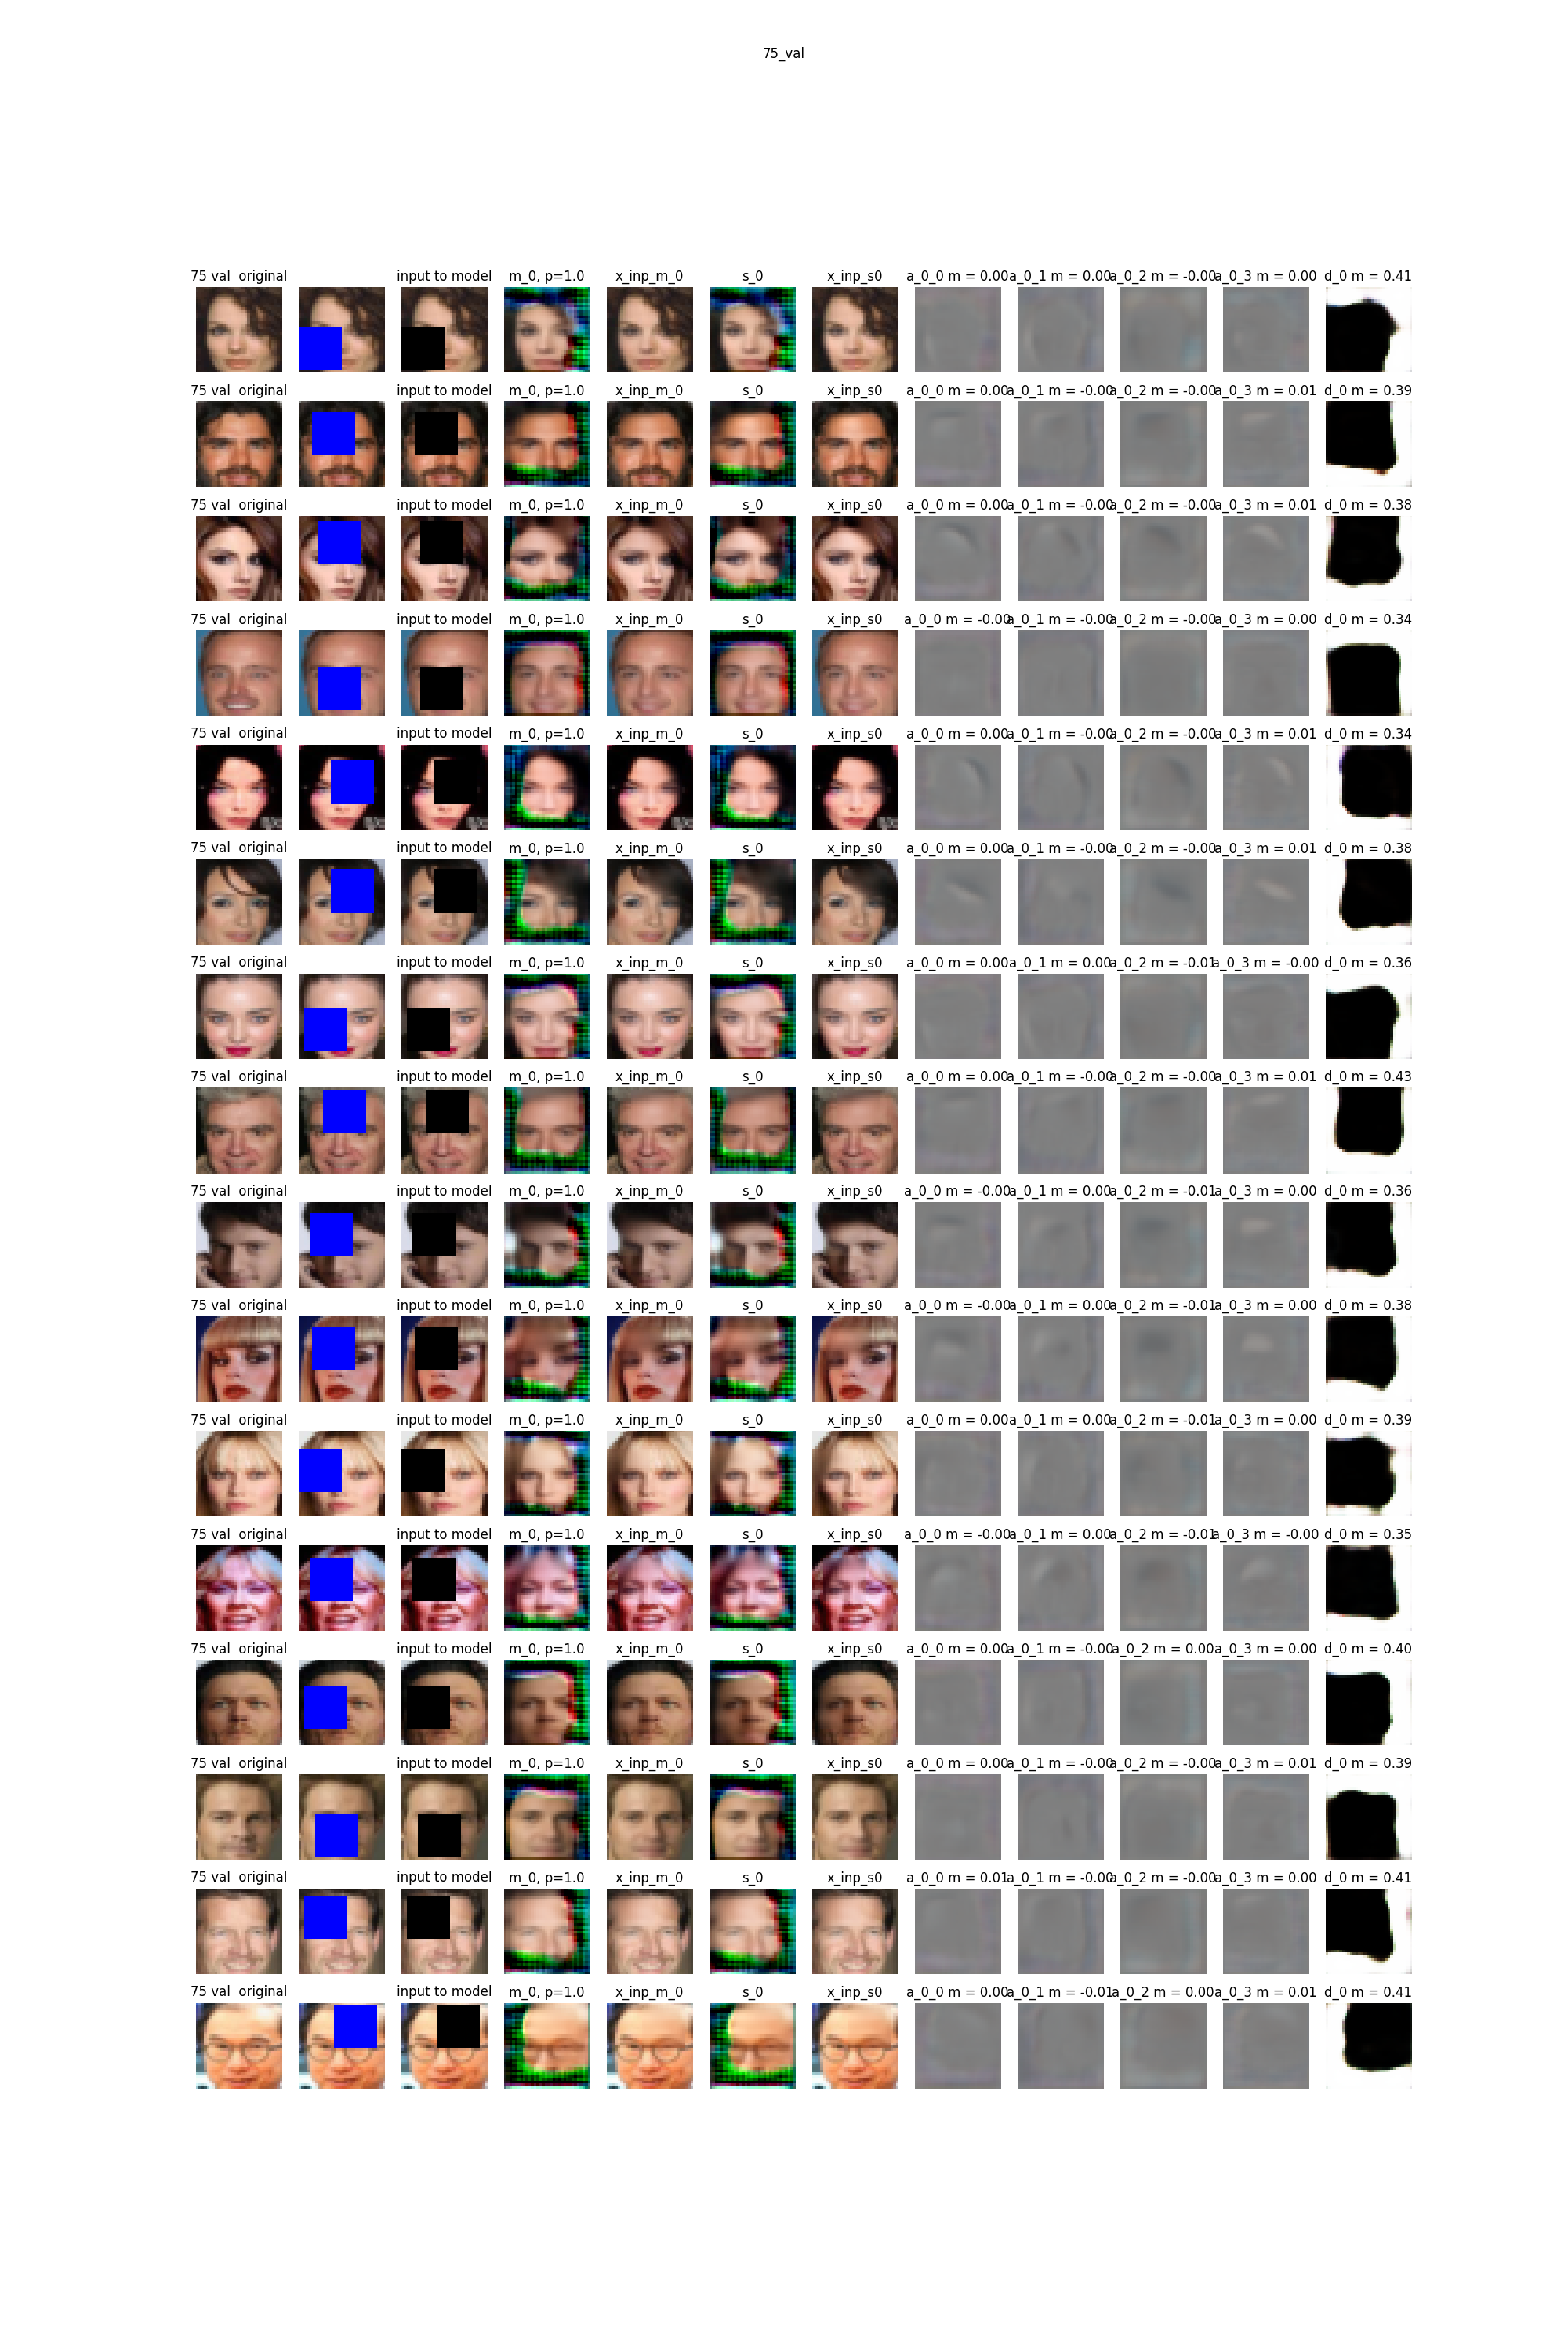 75_val
75 val original input to model m_0, p=1.0 x_inp_m_0 s_0 x_inp_s0 a_0_0 m = 0.00 a_0_1 m = 0.00 a_0_2 m = -0.00 a_0_3 m = 0.00 d_0 m = 0.41
75 val original input to model m_0, p=1.0 x_inp_m_0 s_0 x_inp_s0 a_0_0 m = 0.00 a_0_1 m = -0.00 a_0_2 m = -0.00 a_0_3 m = 0.01 d_0 m = 0.39
75 val original input to model m_0, p=1.0 x_inp_m_0 s_0 x_inp_s0 a_0_0 m = 0.00 a_0_1 m = -0.00 a_0_2 m = -0.00 a_0_3 m = 0.01 d_0 m = 0.38
75 val original input to model m_0, p=1.0 x_inp_m_0 s_0 x_inp_s0 a_0_0 m = -0.00 a_0_1 m = -0.00 a_0_2 m = -0.00 a_0_3 m = 0.00 d_0 m = 0.34
75 val original input to model m_0, p=1.0 x_inp_m_0 s_0 x_inp_s0 a_0_0 m = 0.00 a_0_1 m = -0.00 a_0_2 m = -0.00 a_0_3 m = 0.01 d_0 m = 0.34
75 val original input to model m_0, p=1.0 x_inp_m_0 s_0 x_inp_s0 a_0_0 m = 0.00 a_0_1 m = -0.00 a_0_2 m = -0.00 a_0_3 m = 0.01 d_0 m = 0.38
75 val original input to model m_0, p=1.0 x_inp_m_0 s_0 x_inp_s0 a_0_0 m = 0.00 a_0_1 m = 0.00 a_0_2 m = -0.01 a_0_3 m = -0.00 d_0 m = 0.36
75 val original input to model m_0, p=1.0 x_inp_m_0 s_0 x_inp_s0 a_0_0 m = 0.00 a_0_1 m = -0.00 a_0_2 m = -0.00 a_0_3 m = 0.01 d_0 m = 0.43
75 val original input to model m_0, p=1.0 x_inp_m_0 s_0 x_inp_s0 a_0_0 m = -0.00 a_0_1 m = 0.00 a_0_2 m = -0.01 a_0_3 m = 0.00 d_0 m = 0.36
75 val original input to model m_0, p=1.0 x_inp_m_0 s_0 x_inp_s0 a_0_0 m = -0.00 a_0_1 m = 0.00 a_0_2 m = -0.01 a_0_3 m = 0.00 d_0 m = 0.38
75 val original input to model m_0, p=1.0 x_inp_m_0 s_0 x_inp_s0 a_0_0 m = 0.00 a_0_1 m = 0.00 a_0_2 m = -0.01 a_0_3 m = 0.00 d_0 m = 0.39
75 val original input to model m_0, p=1.0 x_inp_m_0 s_0 x_inp_s0 a_0_0 m = -0.00 a_0_1 m = 0.00 a_0_2 m = -0.01 a_0_3 m = -0.00 d_0 m = 0.35
75 val original input to model m_0, p=1.0 x_inp_m_0 s_0 x_inp_s0 a_0_0 m = 0.00 a_0_1 m = -0.00 a_0_2 m = 0.00 a_0_3 m = 0.00 d_0 m = 0.40
75 val original input to model m_0, p=1.0 x_inp_m_0 s_0 x_inp_s0 a_0_0 m = 0.00 a_0_1 m = -0.00 a_0_2 m = -0.00 a_0_3 m = 0.01 d_0 m = 0.39
75 val original input to model m_0, p=1.0 x_inp_m_0 s_0 x_inp_s0 a_0_0 m = 0.01 a_0_1 m = -0.00 a_0_2 m = -0.00 a_0_3 m = 0.00 d_0 m = 0.41
75 val original input to model m_0, p=1.0 x_inp_m_0 s_0 x_inp_s0 a_0_0 m = 0.00 a_0_1 m = -0.01 a_0_2 m = 0.00 a_0_3 m = 0.01 d_0 m = 0.41